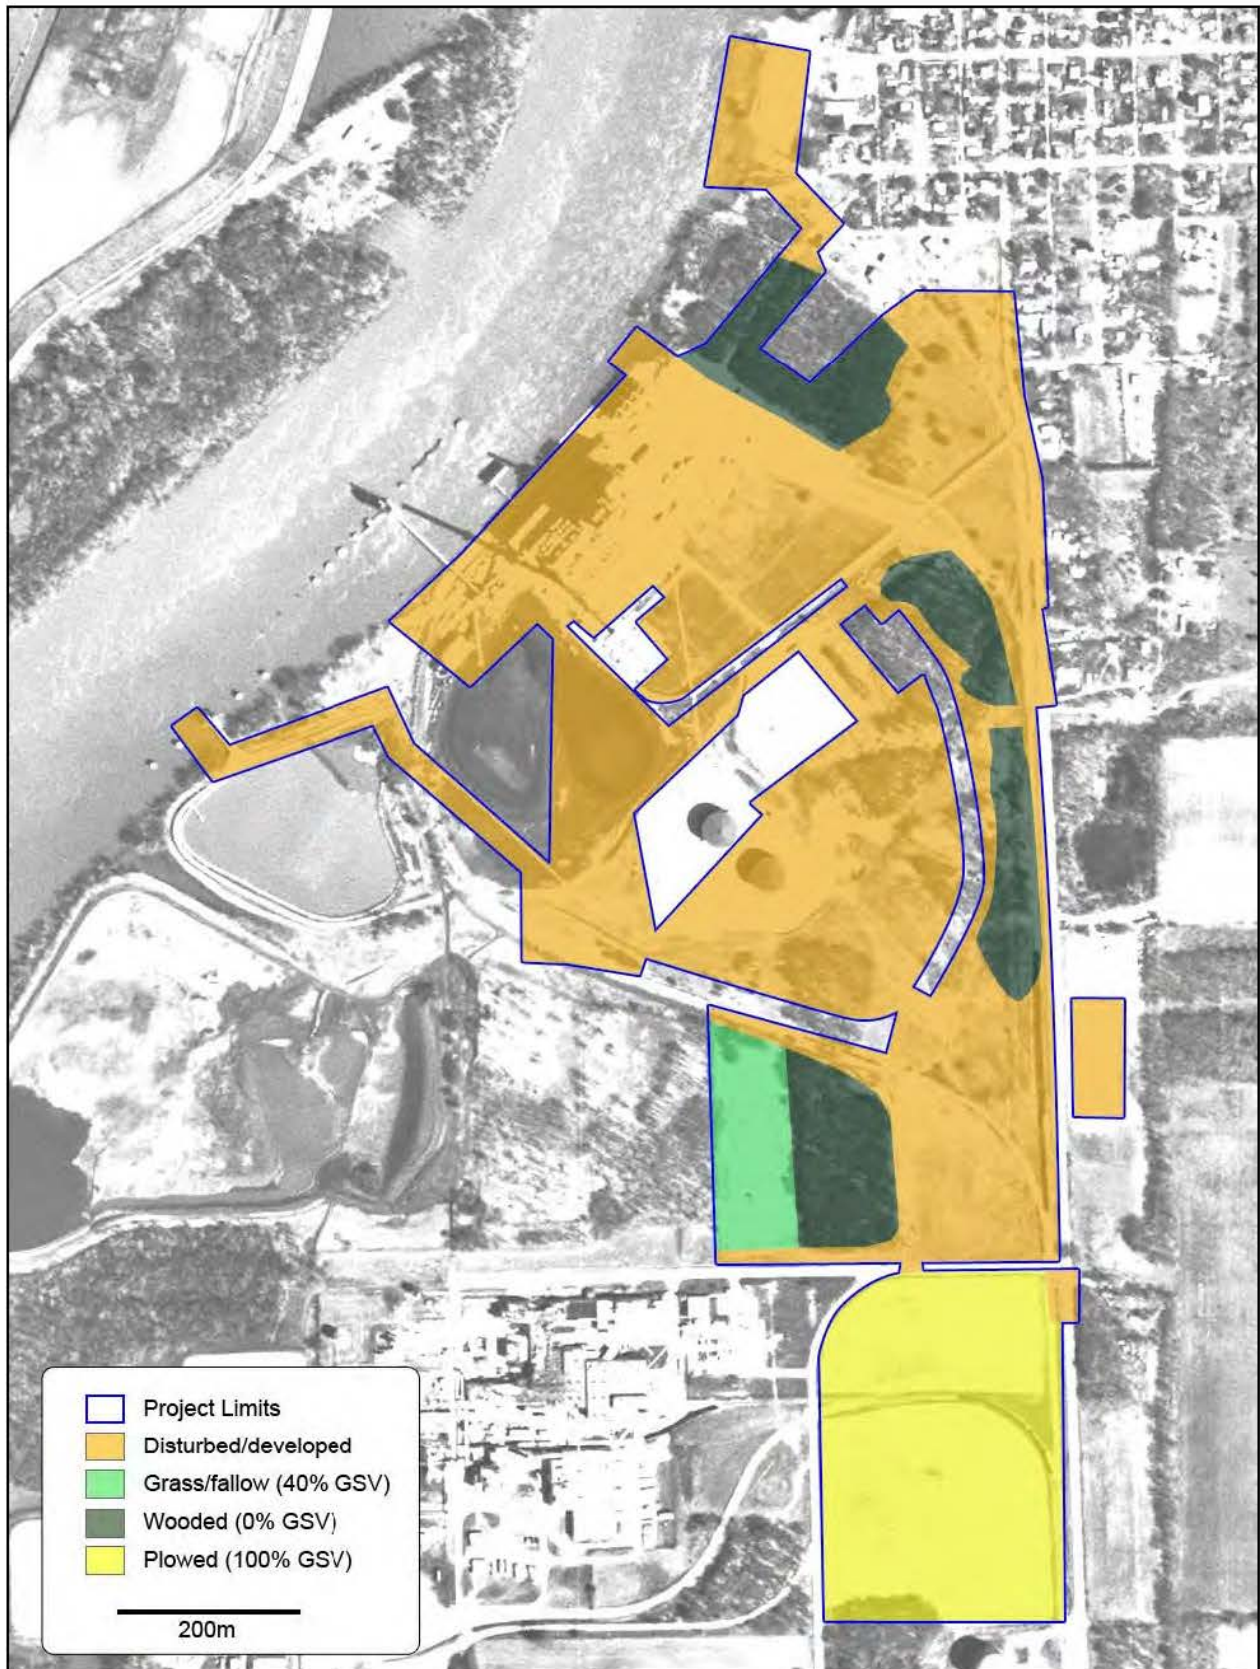 Project Limits
Disturbed/developed
Grass/fallow (40% GSV)
Wooded (0% GSV)
Plowed (100% GSV)
200m